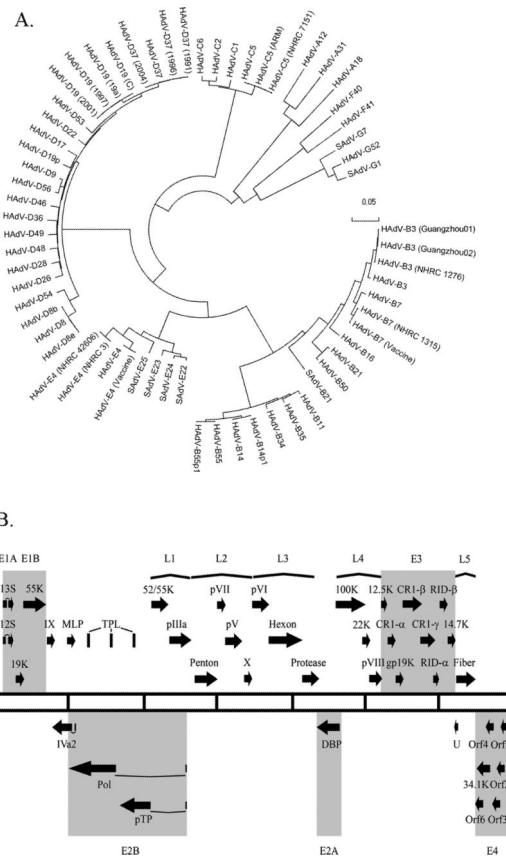 A.
HAdV-C6
HAdV-C2
HAdV-C1
HAdV-C5
HAdV-C5 (ARM)
HAdV-C5 (NHRC 7151)
HAdV-A12
HAdV-A31
HAdV-A18
HAdV-F40
HAdV-F41
SAdV-G7
HAdV-G52
SAdV-G1
0.05
HAdV-B3 (Guangzhou01)
HAdV-B3 (Guangzhou02)
HAdV-B3 (NHRC 1276)
HAdV-B3
HAdV-B7
HAdV-B7 (NHRC 1315)
HAdV-B7 (Vaccine)
HAdV-B16
HAdV-B21
HAdV-B50
SAdV-B21
HAdV-B11
HAdV-B35
HAdV-B34
HAdV-B14p1
HAdV-B14
HAdV-B55
HAdV-B55p1
SAdV-E22
SAdV-E24
SAdV-E23
SAdV-E25
HAdV-E4 (Vaccine)
HAdV-E4
HAdV-E4 (NHRC 3)
HAdV-E4 (NHRC 42606)
HAdV-D8e
HAdV-D8
HAdV-D8b
HAdV-D54
HAdV-D26
HAdV-D28
HAdV-D48
HAdV-D49
HAdV-D36
HAdV-D46
HAdV-D56
HAdV-D9
HAdV-D19p
HAdV-D17
HAdV-D22
HAdV-D53
HAdV-D19 (2001)
HAdV-D19 (1997)
HAdV-D19 (19a)
HAdV-D19 (C)
HAdV-D37 (2004)
HAdV-D37
HAdV-D37 (1996)
HAdV-D37 (1991)
B.
E1A E1B L1 L2 L3 L4 E3 L5
13S 55K 52/55K pVII pVI 100K 12.5K CR1-β RID-β
12S IX MLP TPL pIIIa pV Hexon 22K CR1-α CR1-γ 14.7K
19K Penton X Protease pVIII gp19K RID-α Fiber
IVa2 DBP U Orf4
Pol 34.1K
pTP Orf6 Orf3
E2B E2A E4